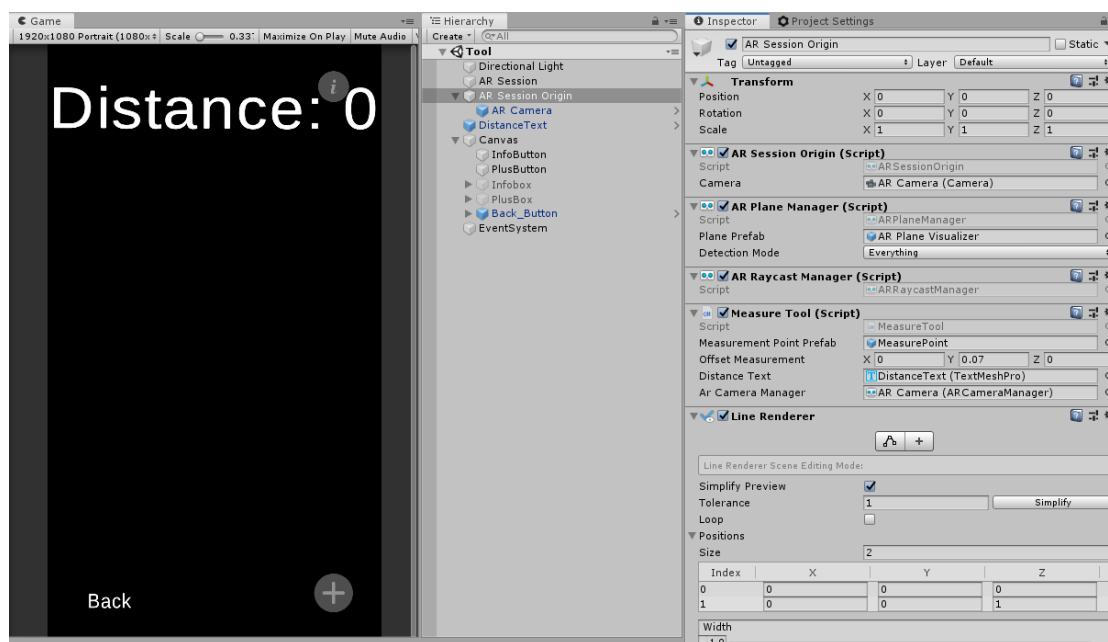 Game
1920x1080 Portrait (1080x
Scale
0.33
Maximize On Play
Mute Audio
i
Distance: 0
Back
+
Hierarchy
Create
All
Tool
Directional Light
AR Session
AR Session Origin
AR Camera
DistanceText
Canvas
InfoButton
PlusButton
Infobox
PlusBox
Back_Button
EventSystem
Inspector
Project Settings
AR Session Origin
Static
Tag Untagged Layer Default
Transform
Position X 0 Y 0 Z 0
Rotation X 0 Y 0 Z 0
Scale X 1 Y 1 Z 1
AR Session Origin (Script)
Script ARSessionOrigin
Camera AR Camera (Camera)
AR Plane Manager (Script)
Script ARPlaneManager
Plane Prefab AR Plane Visualizer
Detection Mode Everything
AR Raycast Manager (Script)
Script ARRaycastManager
Measure Tool (Script)
Script MeasureTool
Measurement Point Prefab MeasurePoint
Offset Measurement X 0 Y 0.07 Z 0
Distance Text DistanceText (TextMeshPro)
Ar Camera Manager AR Camera (ARCameraManager)
Line Renderer
Line Renderer Scene Editing Mode:
Simplify Preview
Tolerance 1 Simplify
Loop
Positions
Size 2
Index X Y Z
0 0 0 0
1 0 0 1
Width